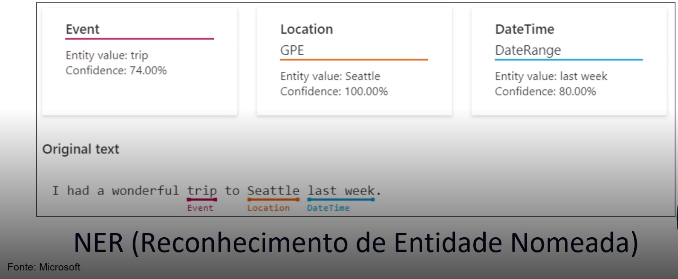 Event
Entity value: trip
Confidence: 74.00%
Location
GPE
Entity value: Seattle
Confidence: 100.00%
DateTime
DateRange
Entity value: last week
Confidence: 80.00%
Original text
I had a wonderful trip to Seattle last week.
Event Location DateTime
NER (Reconhecimento de Entidade Nomeada)
Fonte: Microsoft